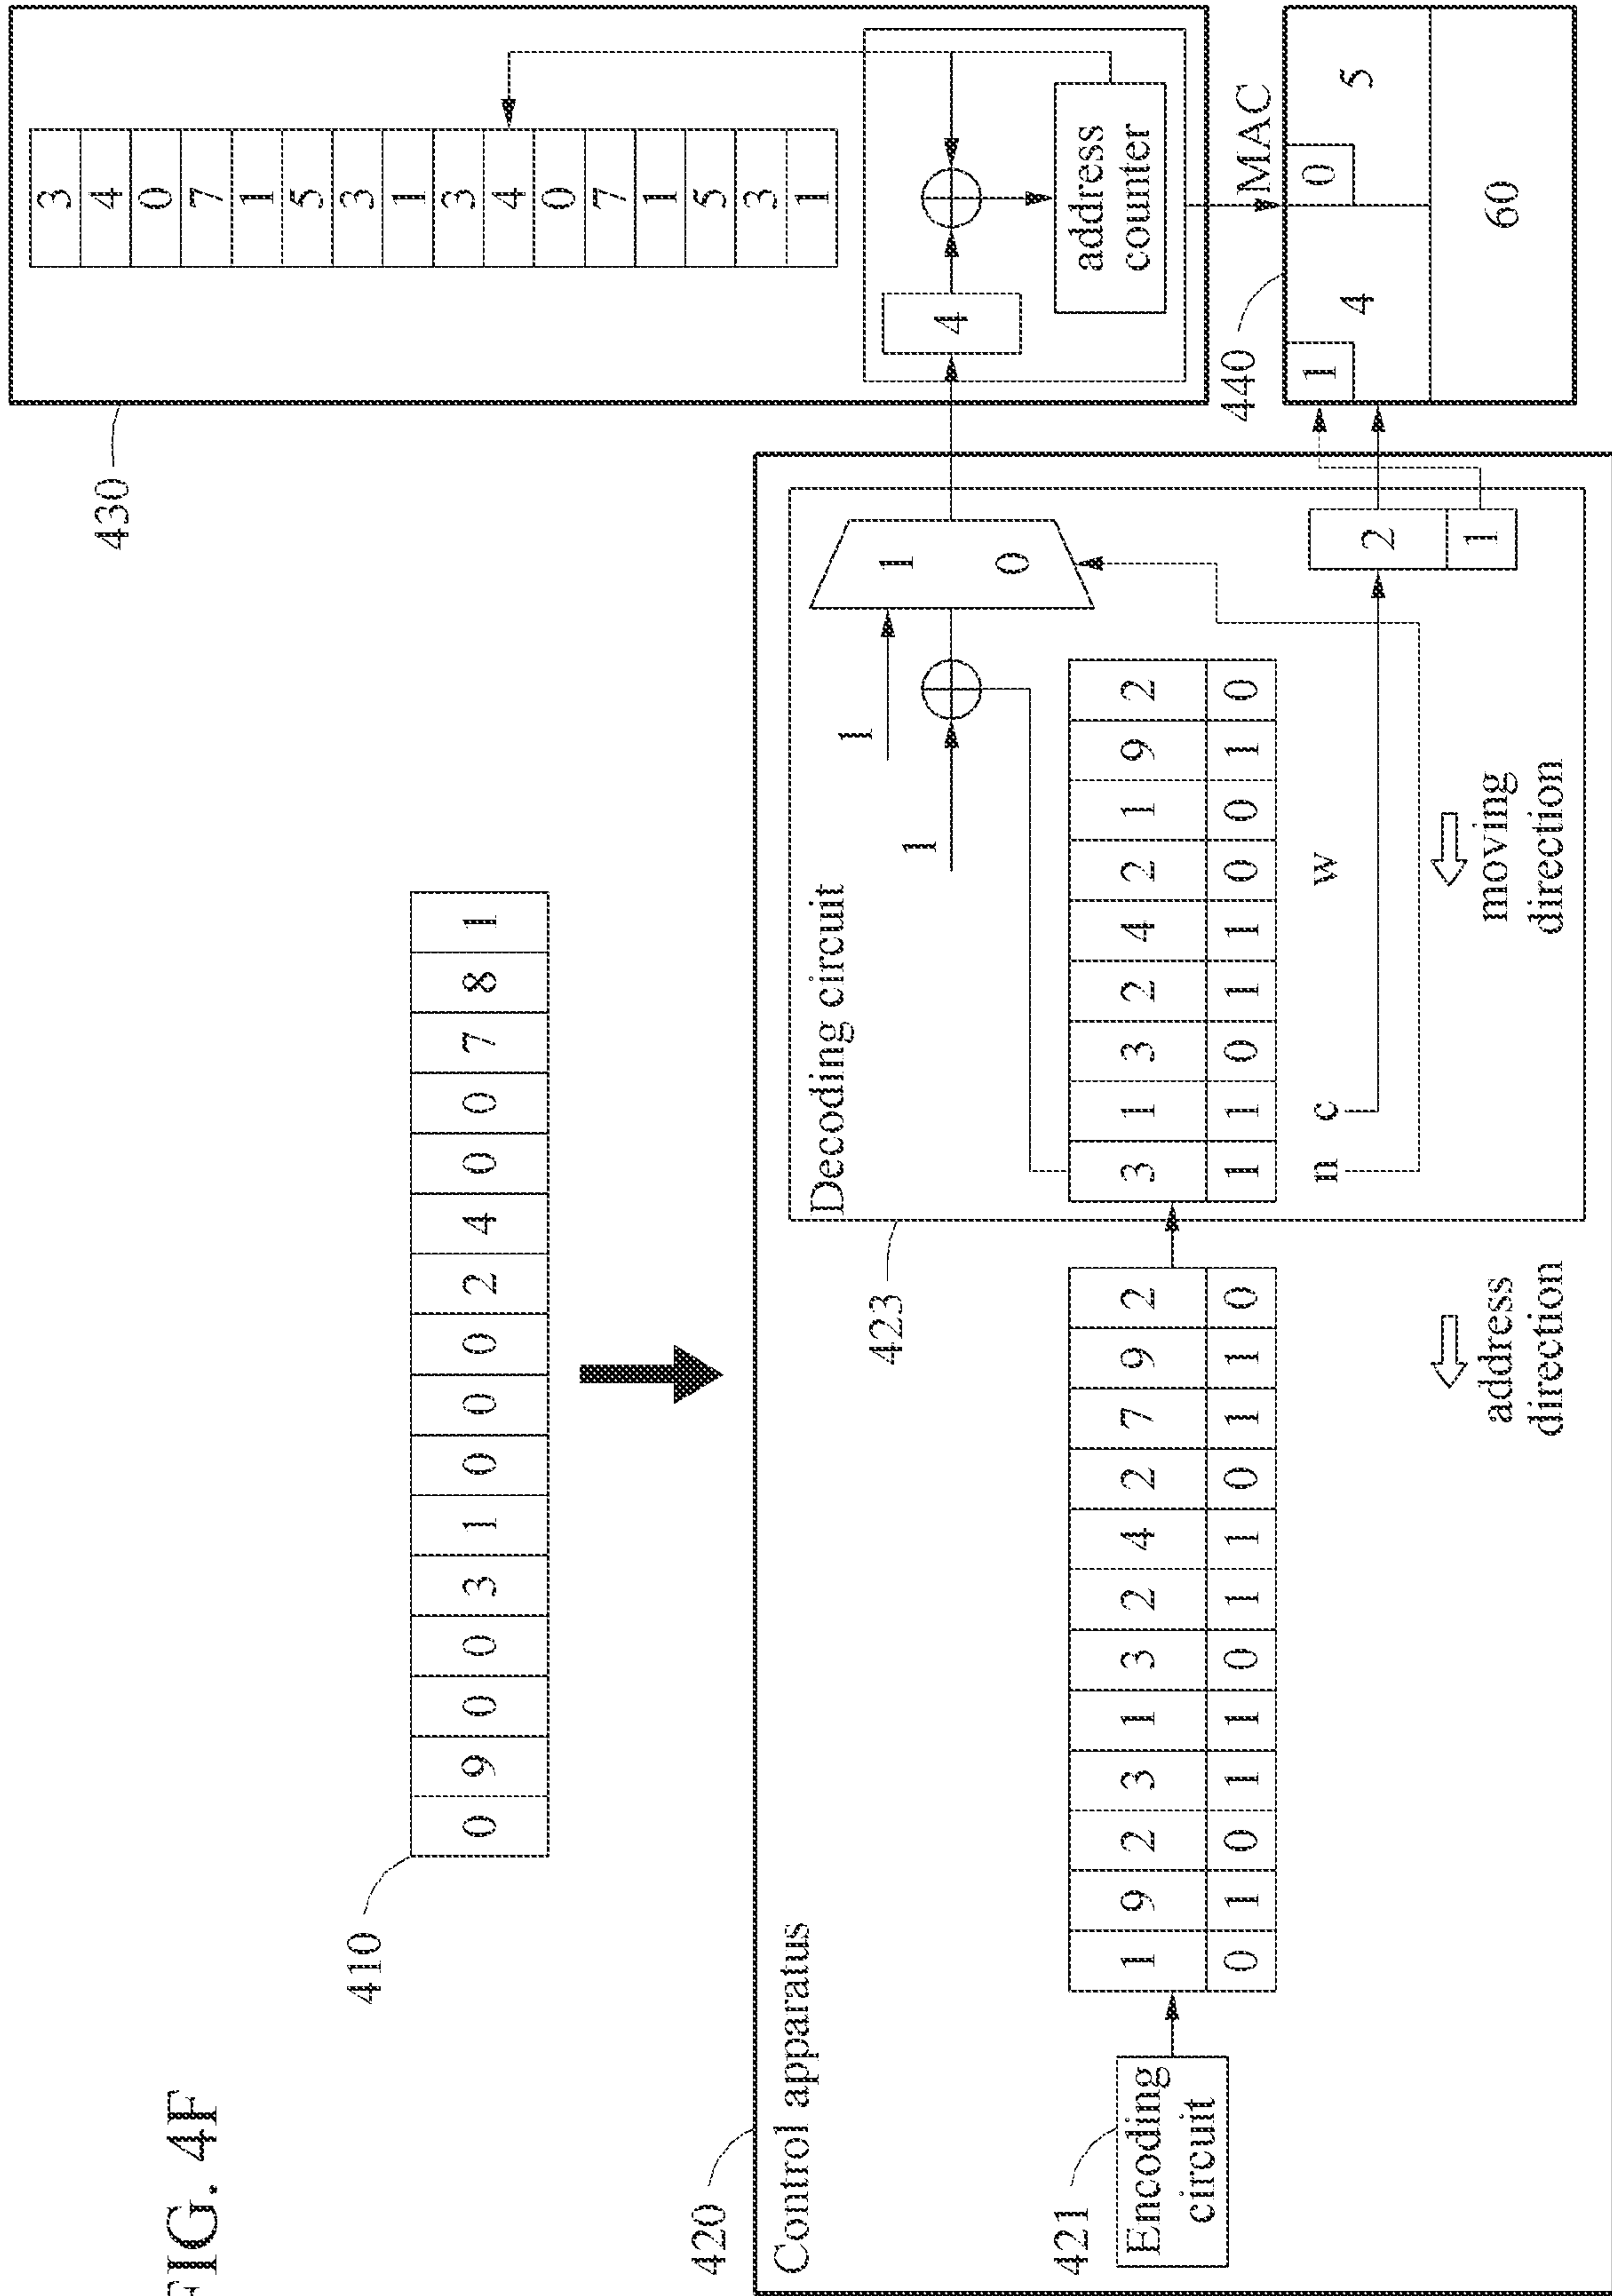 FIG. 4F
410
0 9 0 0 3 1 0 0 0 2 4 0 0 7 8 1
420
Control apparatus
421
Encoding
circuit
1 9 2 3 1 3 2 4 2 7 9 2
0 1 0 1 1 0 1 1 0 1 1 0
address
direction
423
Decoding circuit
1
1
1
0
3 1 3 2 4 2 1 9 2
1 1 0 1 1 0 0 1 0
n c w
2
1
moving
direction
430
3
4
0
7
1
5
3
1
3
4
0
7
1
5
3
1
4
address
counter
MAC
440
1
4
0
5
60